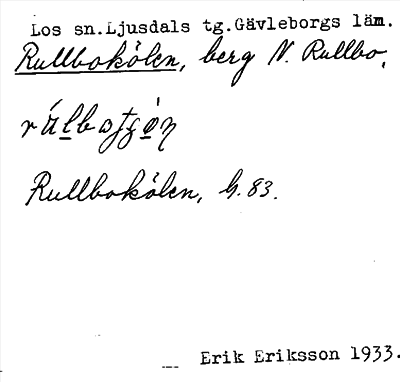 Los sn.Ljusdals tg.Gävleborgs läm.
Rullbokölen, berg N. Rullbo.
Rullbokölen, h. 83.
Erik Eriksson 1933.